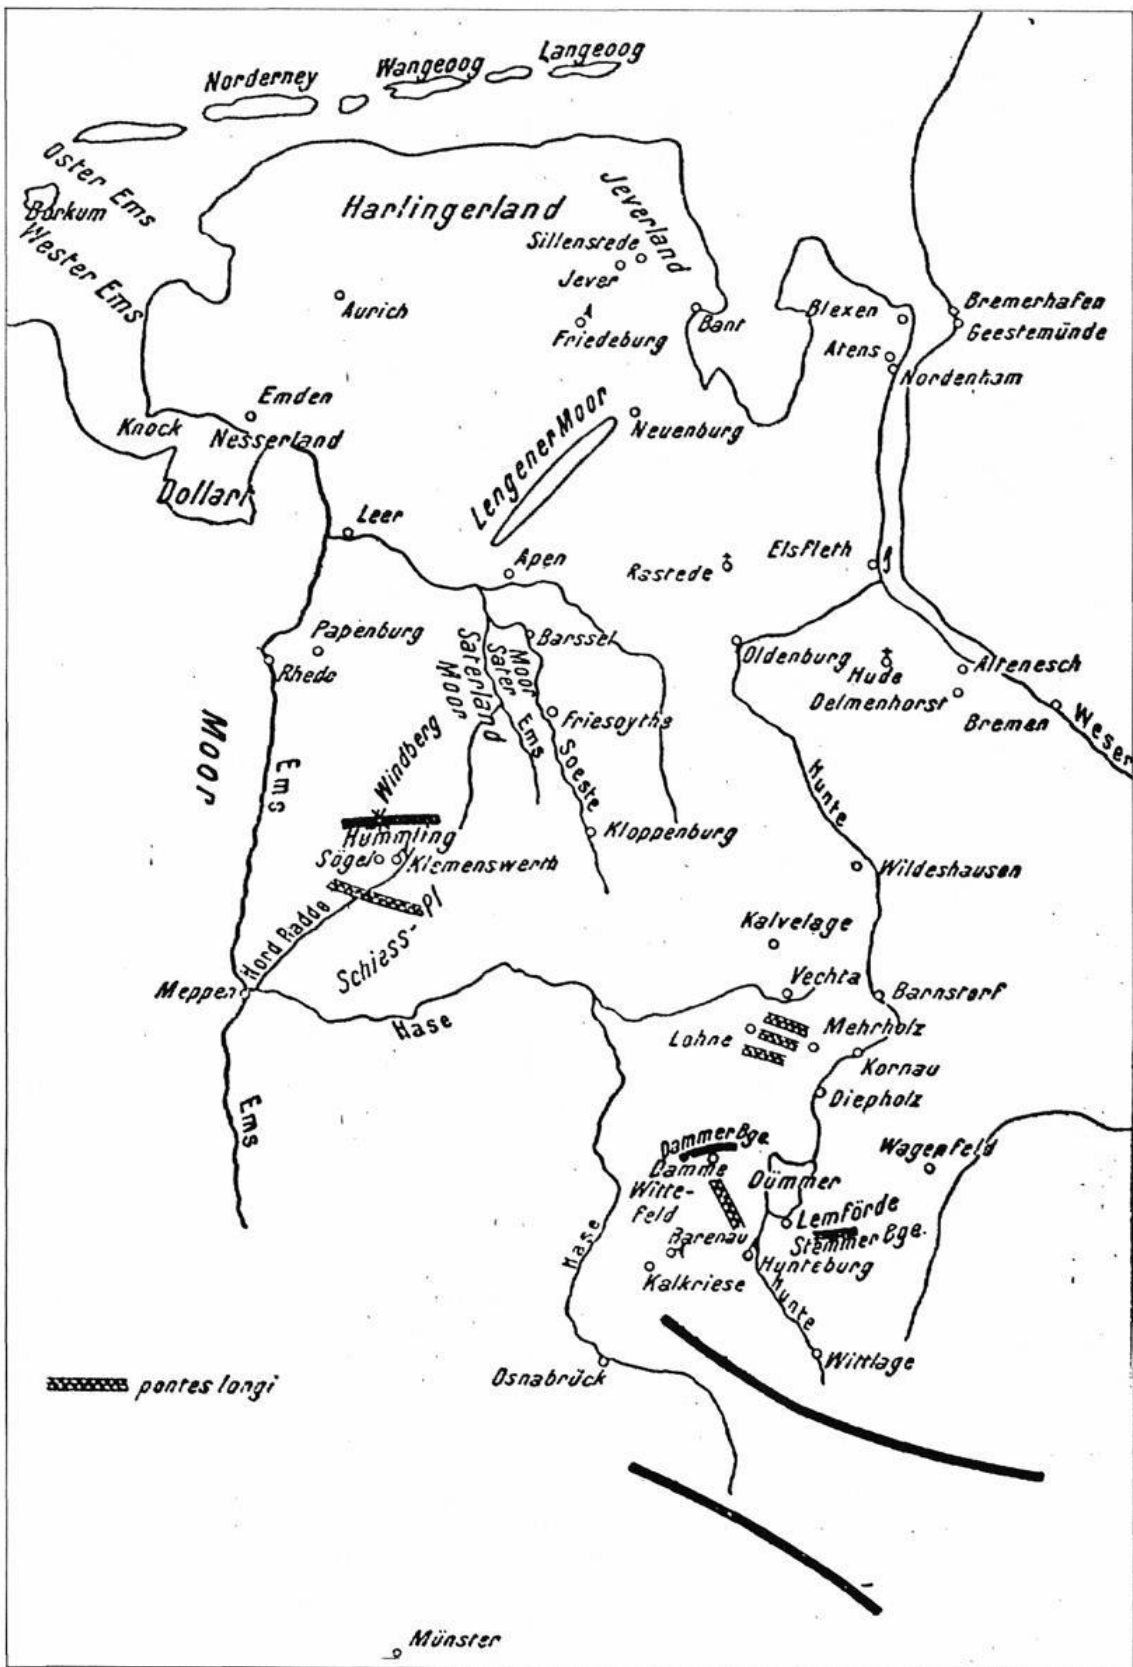 Langeoog
Wangeoog
Norderney
Oster Ems
Borkum
Wester Ems
Harlingerland
Jeverland
Sillenstede
Jever
Aurich
Friedeburg
Bant
Blexen
Bremerhafen
Geestemünde
Atens
Nordenham
Emden
Knock
Nesserland
Lengener Moor
Neuenburg
Dollart
Leer
Apen
Rastede
Elsfleth
Papenburg
Rhede
Saterland
Moor
Moor
Sater
Ems
Barssel
Oldenburg
Hude
Altenesch
Delmenhorst
Bremen
Weser
Moor
Ems
Windberg
Friesoythe
Soeste
Hunte
Hümmling
Kloppenburg
Sögel
Klemenswerth
Wildeshausen
Nord Radde
Schiess-Pl
Kalvelage
Vechta
Meppen
Barnstorf
Hase
Lohne
Mehrholz
Kornau
Diepholz
Ems
Dammer Bge.
Damme
Dümmer
Wagenfeld
Witte-
feld
Lemförde
Stemmer Bge.
Barenau
Hunteburg
Kalkriese
Hase
Hunte
Wittlage
Osnabrück
pontes longi
Münster